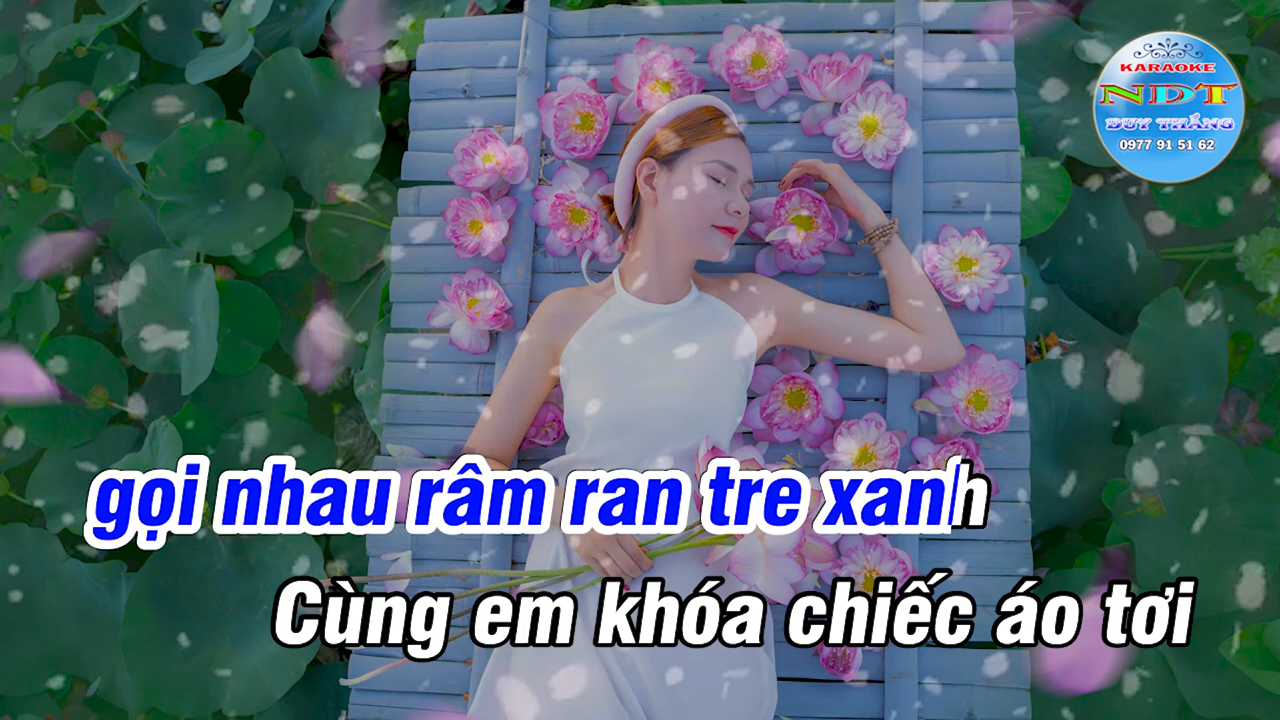 KARAOKE
NDT
DUY THẮNG
0977 91 51 62
gọi nhau râm ran tre xanh
Cùng em khóa chiếc áo tơi